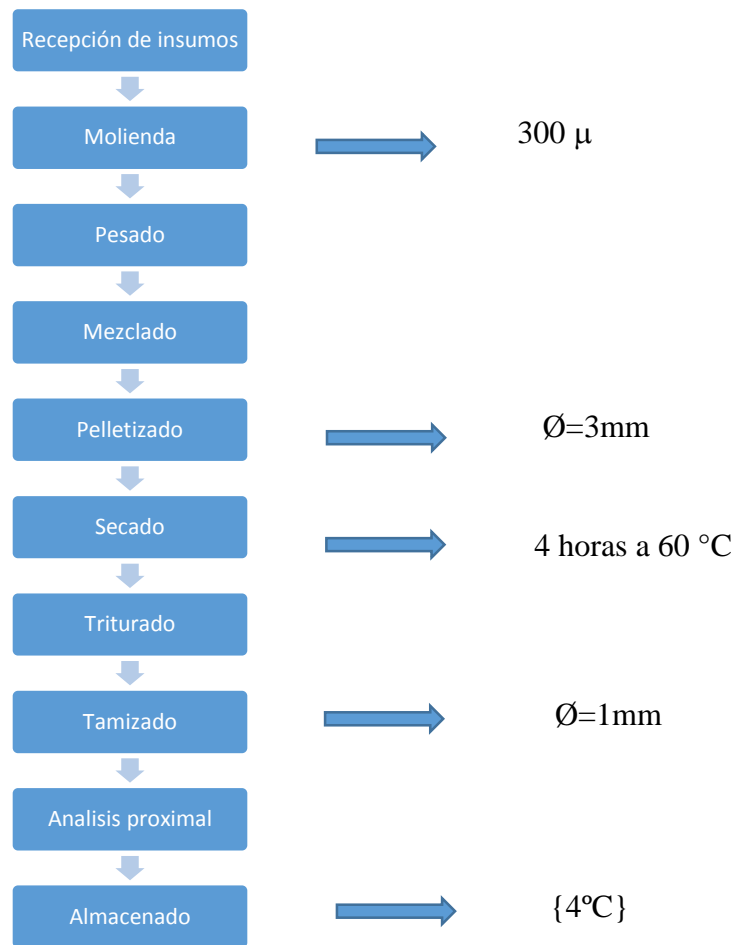 Recepción de insumos
Molienda
300 μ
Pesado
Mezclado
Pelletizado
Ø=3mm
Secado
4 horas a 60 °C
Triturado
Tamizado
Ø=1mm
Analisis proximal
Almacenado
{4ºC}